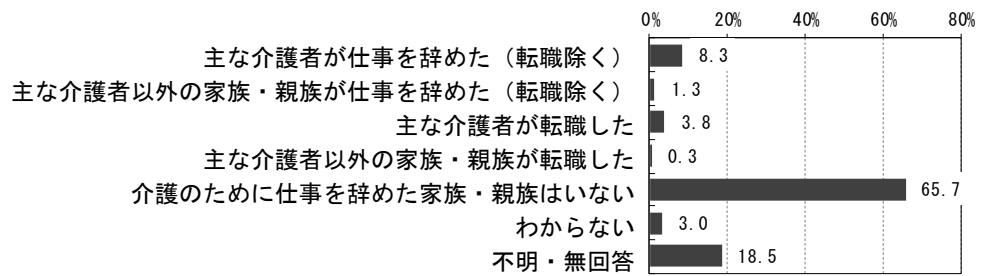 0% 20% 40% 60% 80%
主な介護者が仕事を辞めた（転職除く） 8.3
主な介護者以外の家族・親族が仕事を辞めた（転職除く） 1.3
主な介護者が転職した 3.8
主な介護者以外の家族・親族が転職した 0.3
介護のために仕事を辞めた家族・親族はいない 65.7
わからない 3.0
不明・無回答 18.5